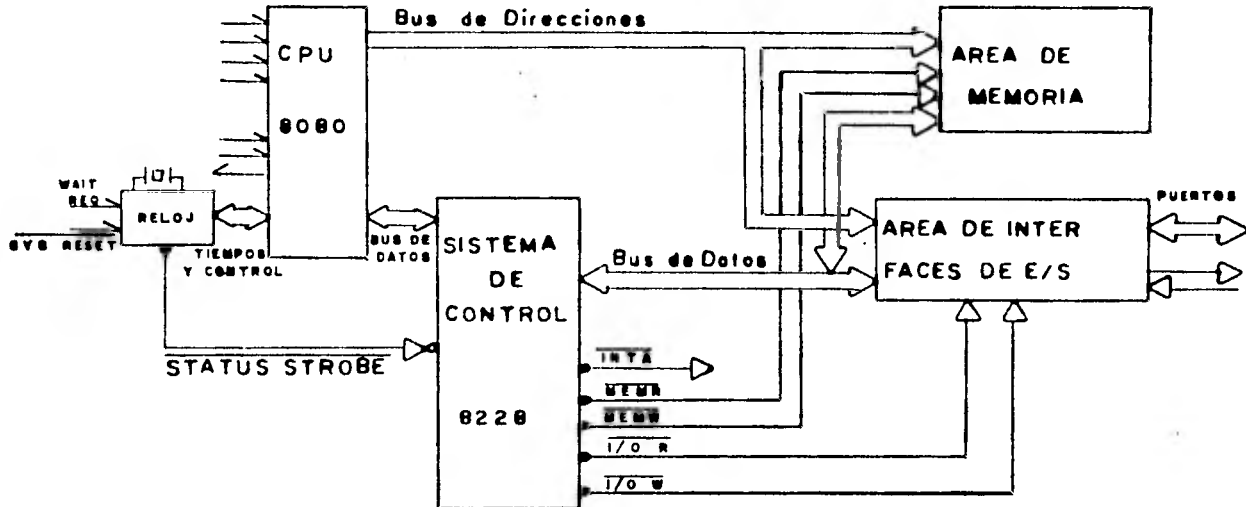 Bus de Direcciones
CPU
8080
AREA DE
MEMORIA
WAIT
REQ
RELOJ
SYS RESET
TIEMPOS
Y CONTROL
BUS DE
DATOS
SISTEMA
DE
CONTROL
8228
Bus de Datos
AREA DE INTER
FACES DE E/S
PUERTOS
STATUS STROBE
INTA
MEMR
MEMW
I/O R
I/O W